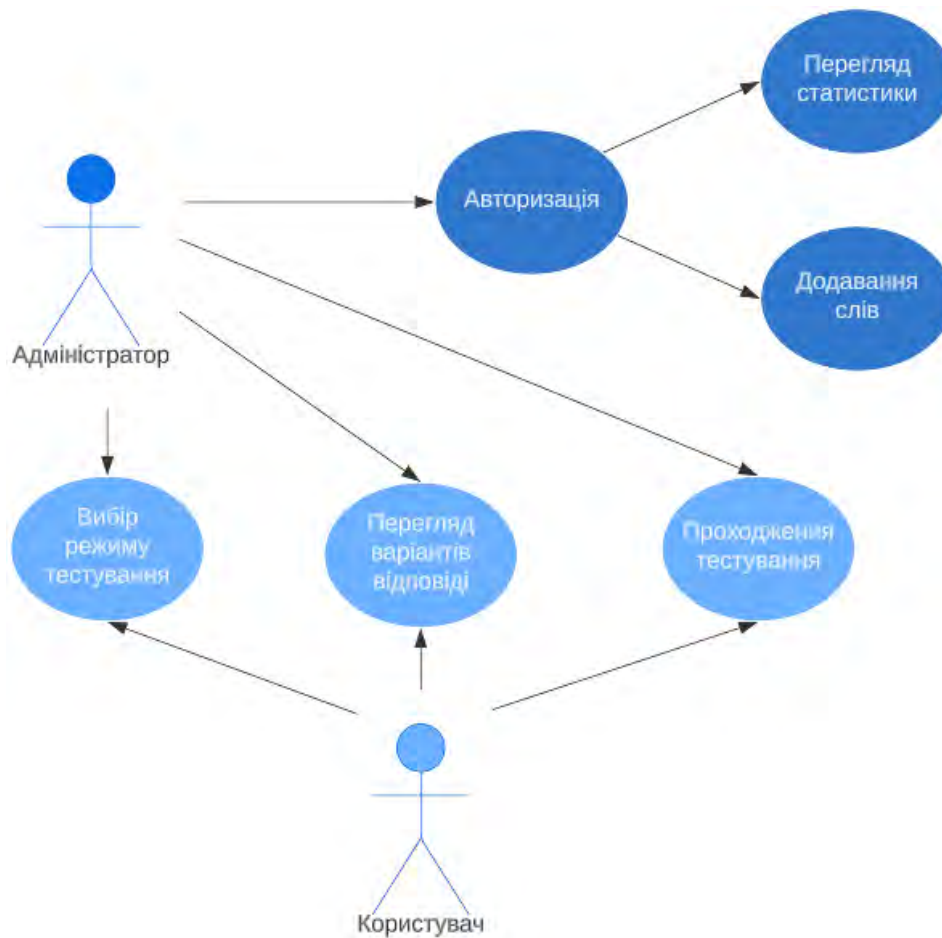 Перегляд
статистики
Авторизація
Додавання
слів
Адміністратор
Вибір
режиму
тестування
Перегляд
варіантів
відповіді
Проходження
тестування
Користувач